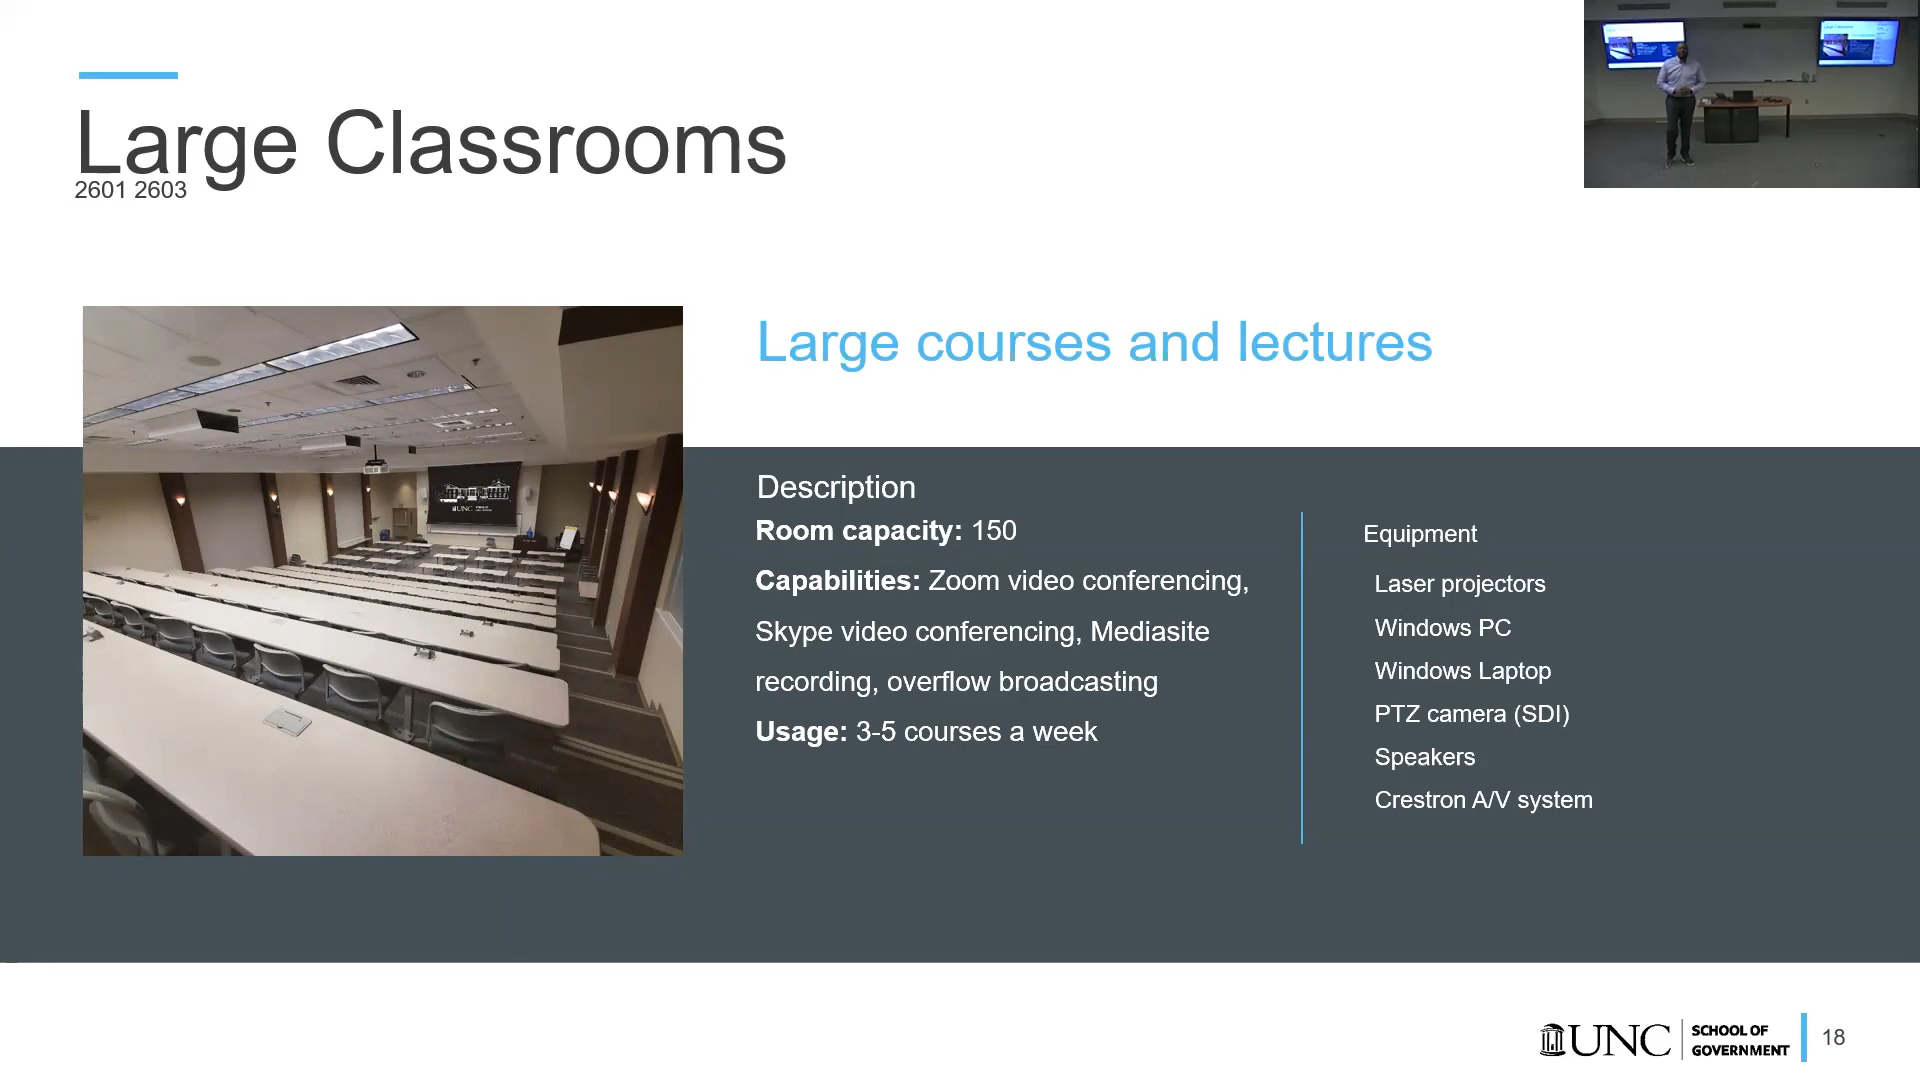 Large Classrooms
2601 2603
Large courses and lectures
Description
Room capacity: 150
Capabilities: Zoom video conferencing,
Skype video conferencing, Mediasite
recording, overflow broadcasting
Usage: 3-5 courses a week
Equipment
Laser projectors
Windows PC
Windows Laptop
PTZ camera (SDI)
Speakers
Crestron A/V system
UNC
SCHOOL OF
GOVERNMENT
18